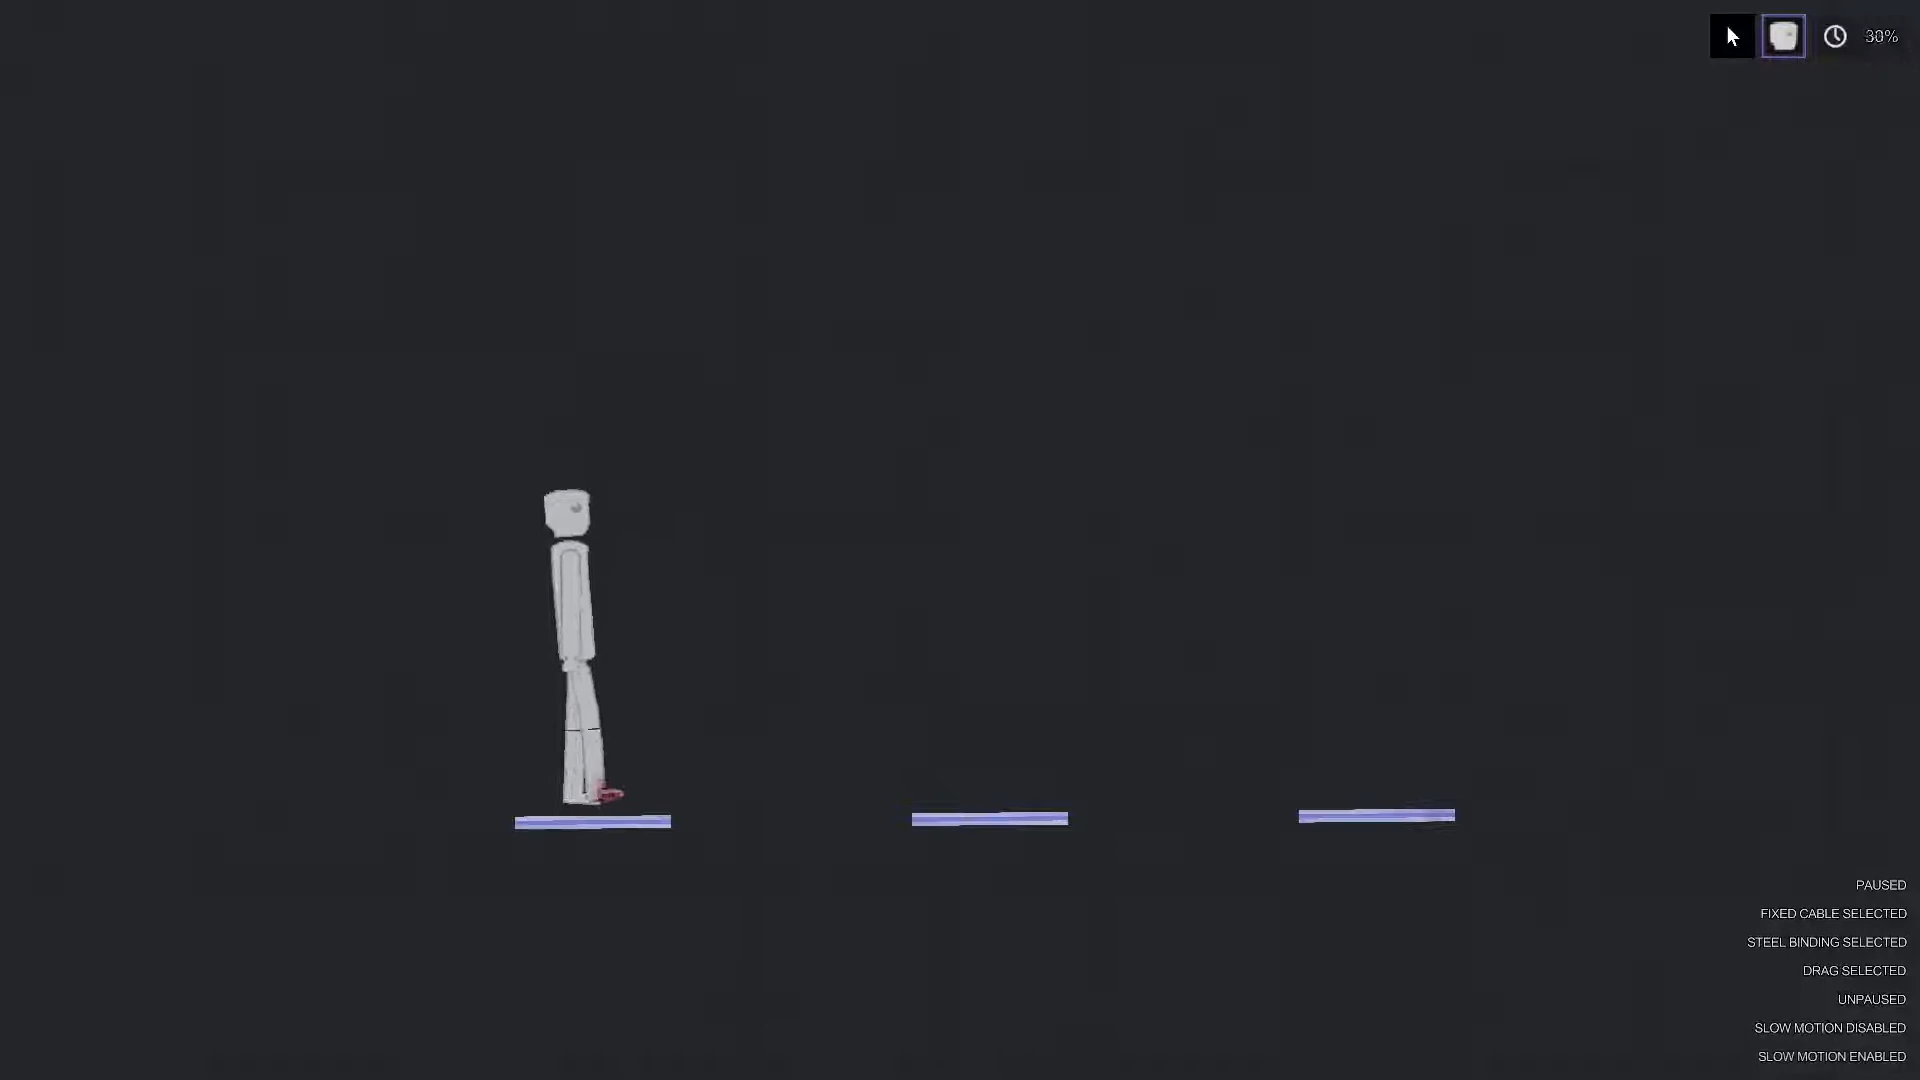 30%
PAUSED
FIXED CABLE SELECTED
STEEL BINDING SELECTED
DRAG SELECTED
UNPAUSED
SLOW MOTION DISABLED
SLOW MOTION ENABLED